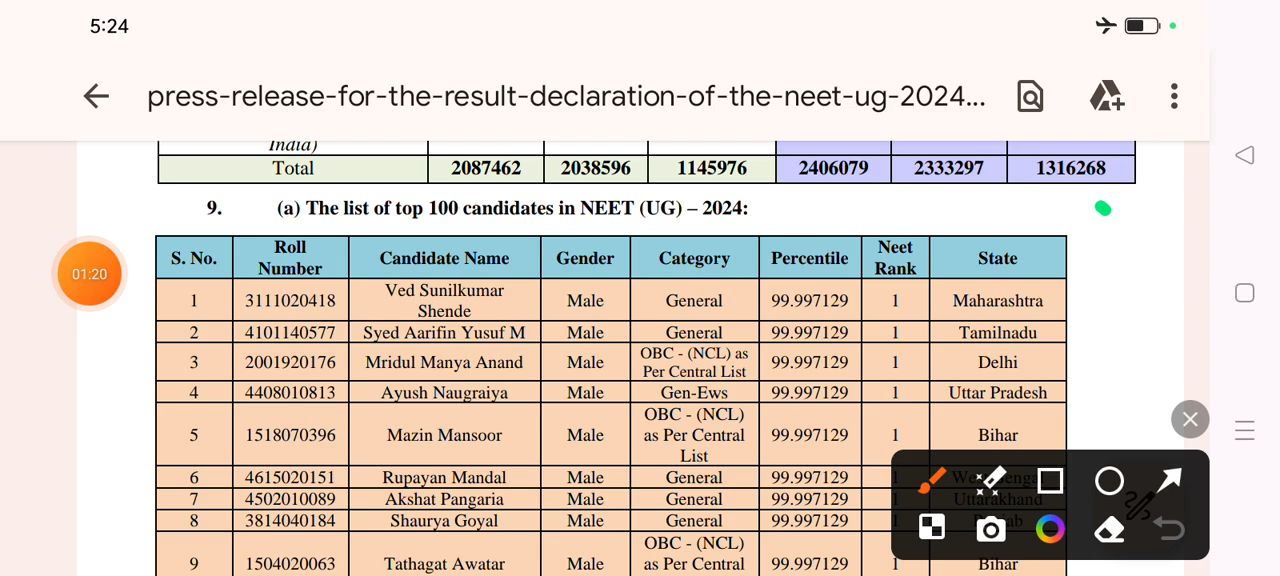 5:24
press-release-for-the-result-declaration-of-the-neet-ug-2024...
India)
Total 2087462 2038596 1145976 2406079 2333297 1316268
9. (a) The list of top 100 candidates in NEET (UG) – 2024:
01:20
S. No. Roll Number Candidate Name Gender Category Percentile Neet Rank State
1 3111020418 Ved Sunilkumar Shende Male General 99.997129 1 Maharashtra
2 4101140577 Syed Aarifin Yusuf M Male General 99.997129 1 Tamilnadu
3 2001920176 Mridul Manya Anand Male OBC - (NCL) as Per Central List 99.997129 1 Delhi
4 4408010813 Ayush Naugraiya Male Gen-Ews 99.997129 1 Uttar Pradesh
5 1518070396 Mazin Mansoor Male OBC - (NCL) as Per Central List 99.997129 1 Bihar
6 4615020151 Rupayan Mandal Male General 99.997129 1
7 4502010089 Akshat Pangaria Male General 99.997129 1 Uttarakhand
8 3814040184 Shaurya Goyal Male General 99.997129 1
9 1504020063 Tathagat Awatar Male OBC - (NCL) as Per Central 99.997129 1 Bihar